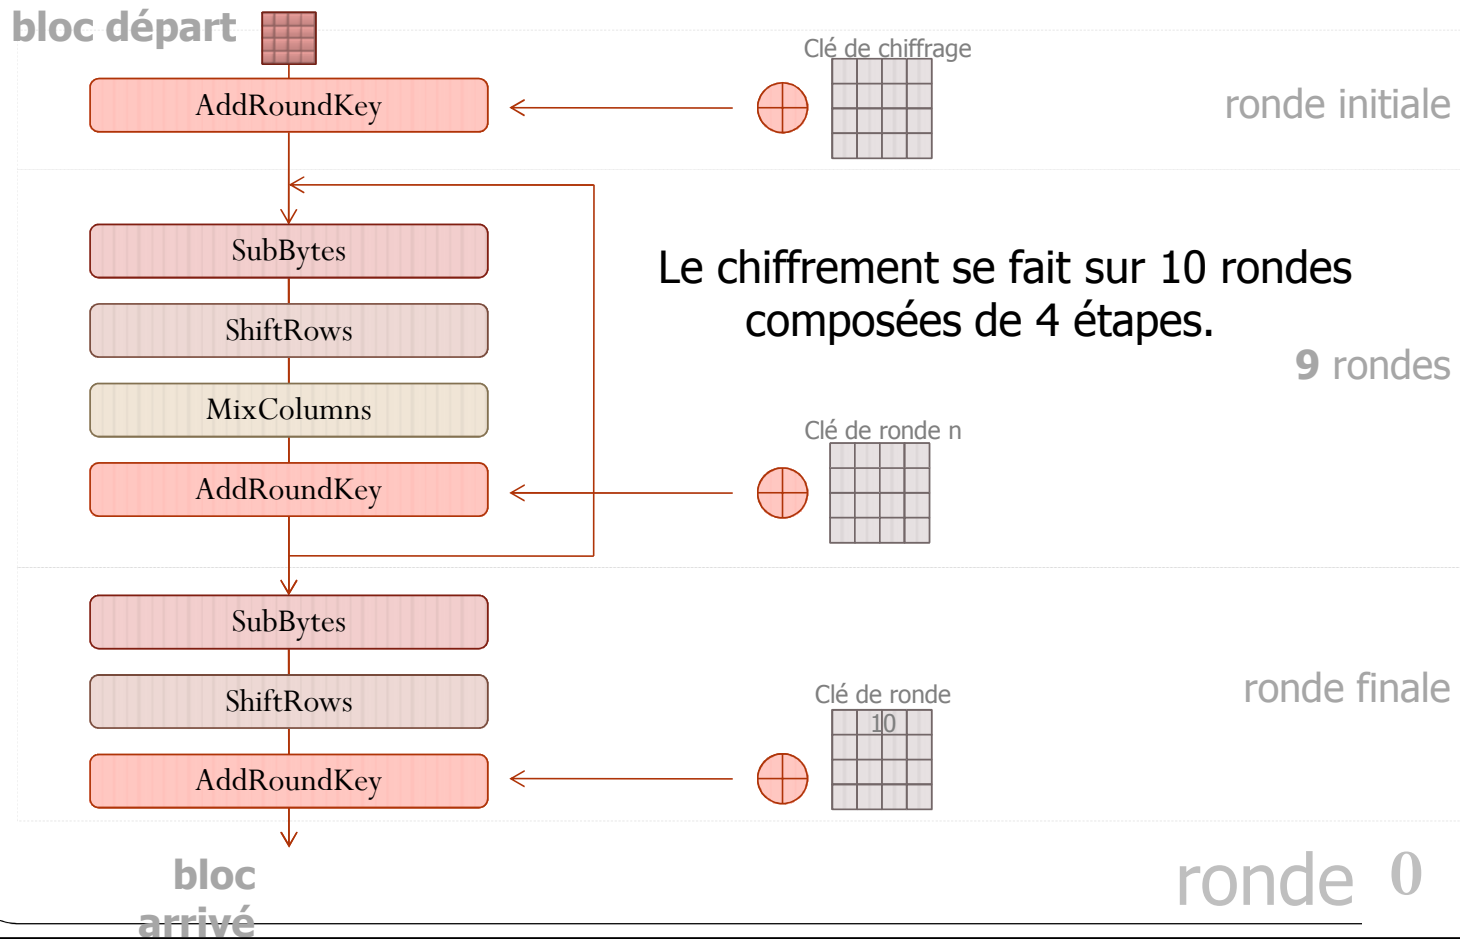 bloc départ
Clé de chiffrage
AddRoundKey
ronde initiale
SubBytes
Le chiffrement se fait sur 10 rondes
composées de 4 étapes.
ShiftRows
9 rondes
MixColumns
Clé de ronde n
AddRoundKey
SubBytes
ShiftRows
ronde finale
Clé de ronde
10
AddRoundKey
bloc
arrivé
ronde 0